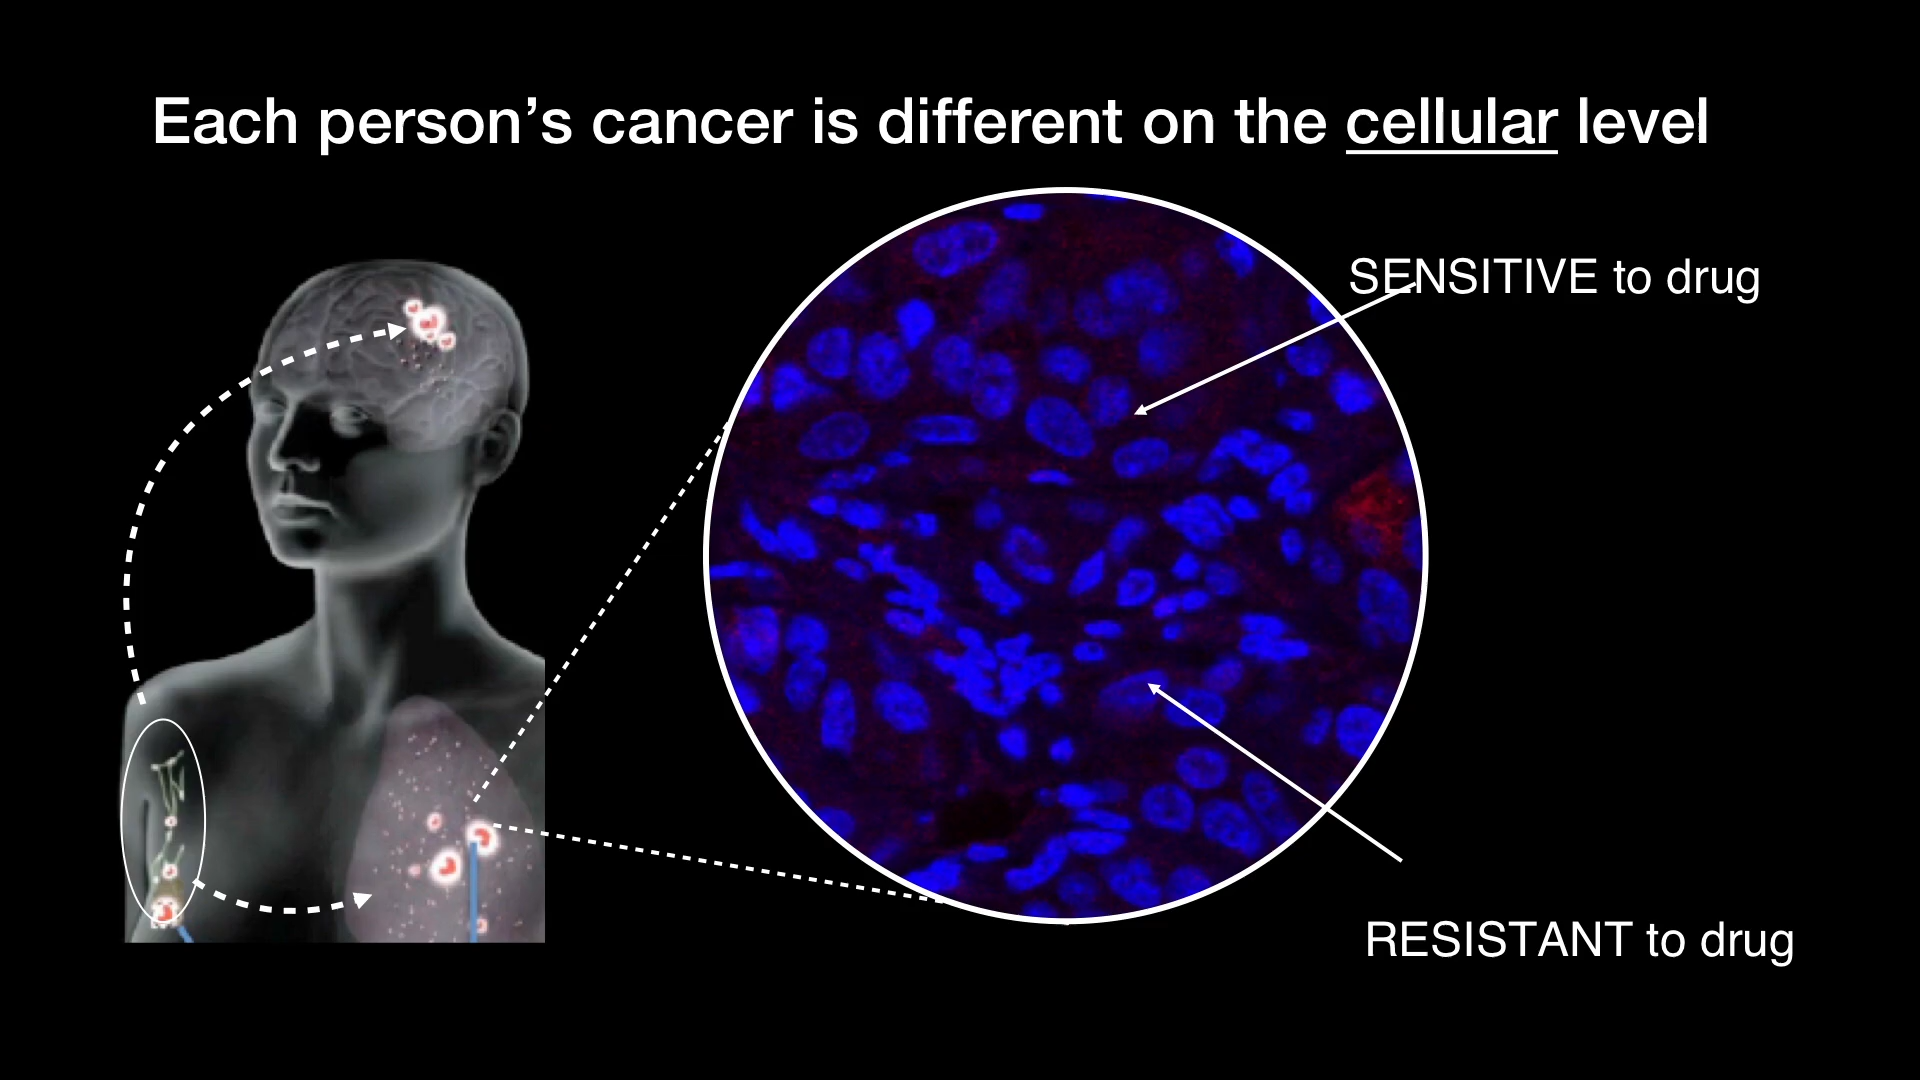 Each person’s cancer is different on the cellular level
SENSITIVE to drug
RESISTANT to drug